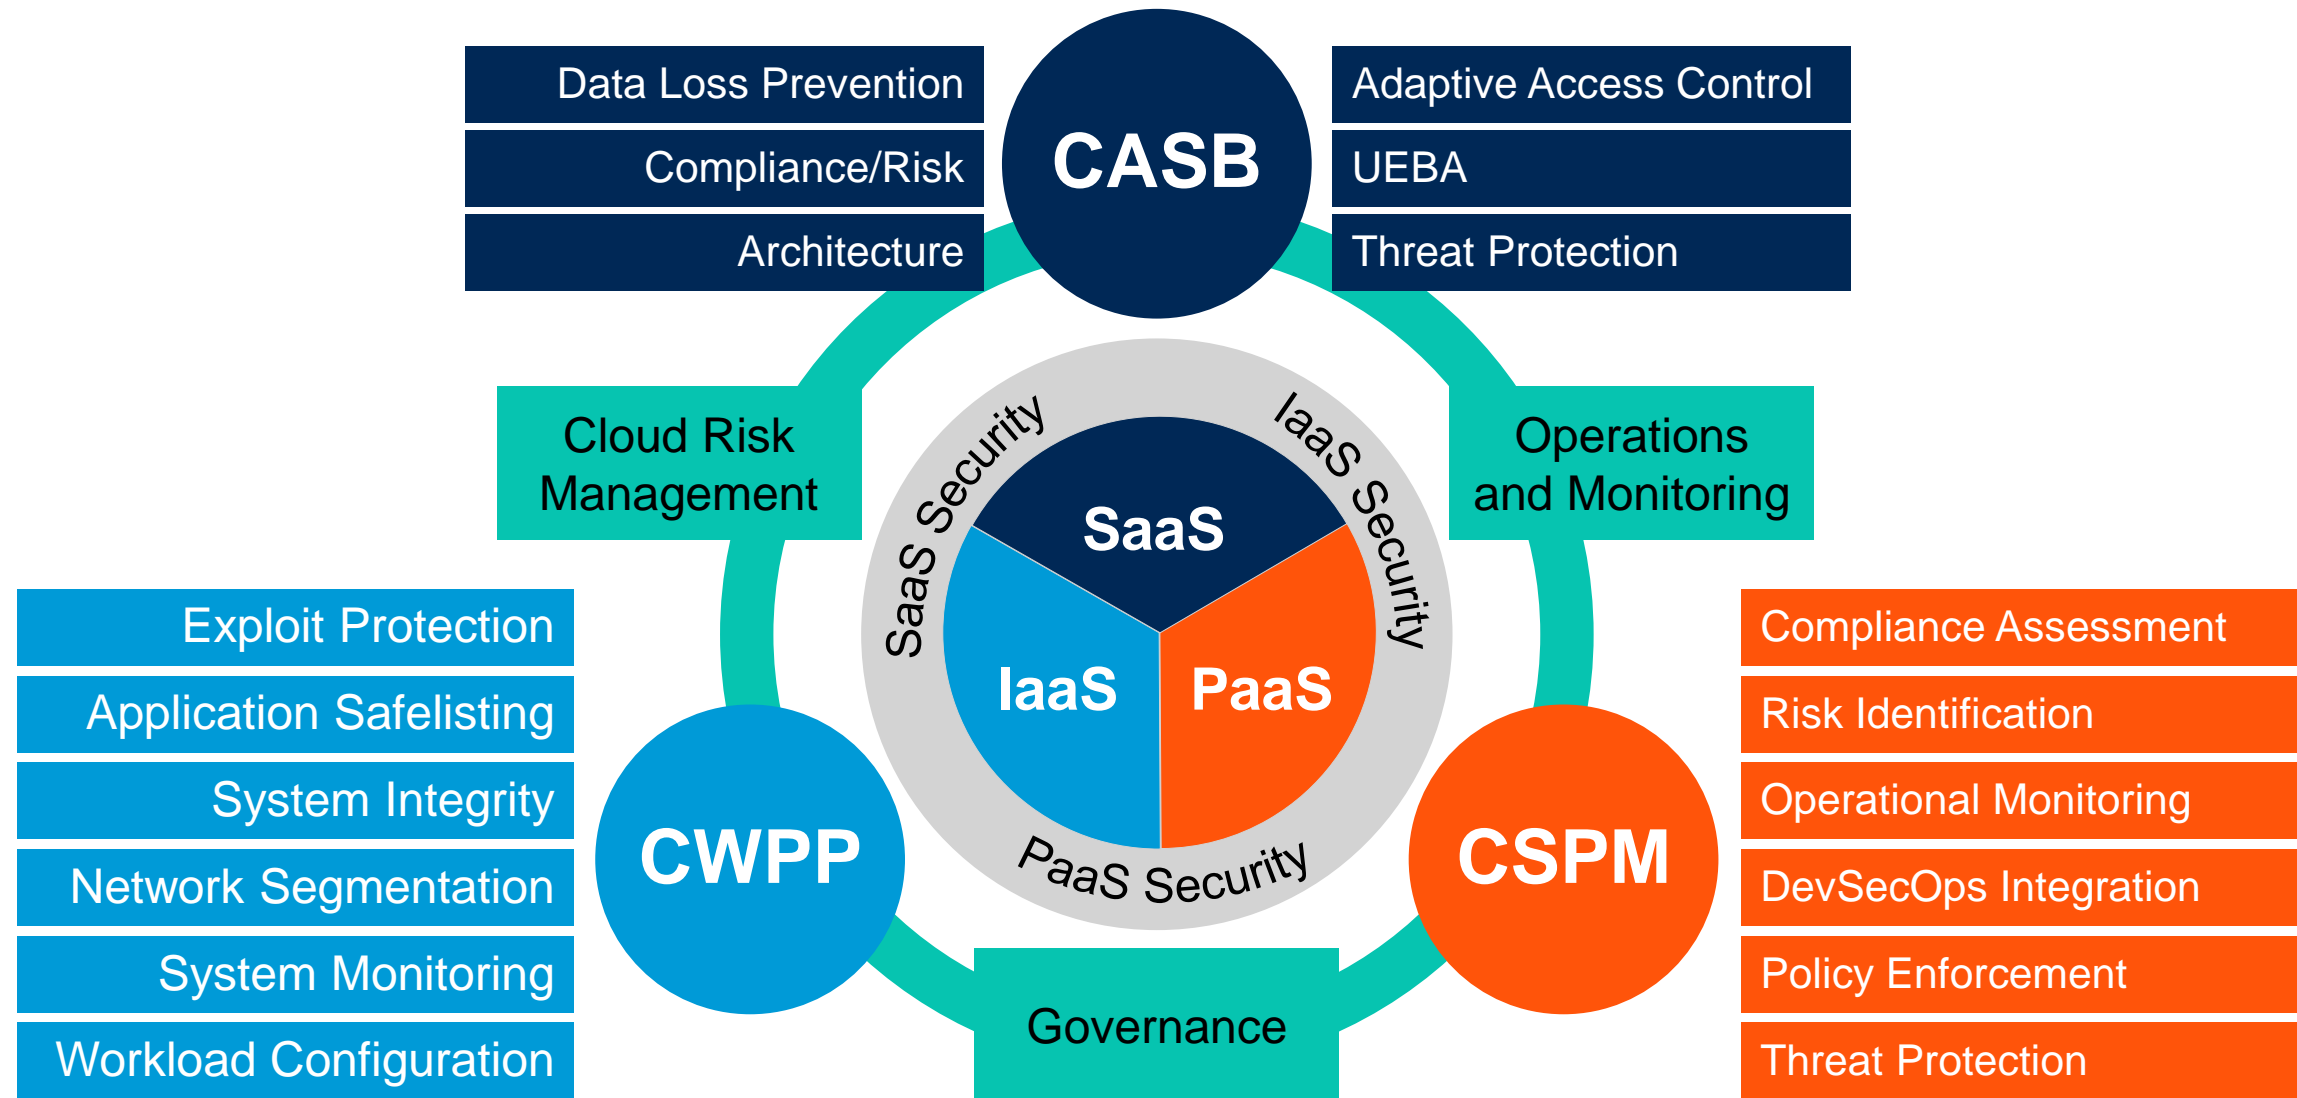 Data Loss Prevention
Compliance/Risk
Architecture
CASB
Adaptive Access Control
UEBA
Threat Protection
Cloud Risk
Management
Operations
and Monitoring
SaaS Security
IaaS Security
PaaS Security
SaaS
IaaS
PaaS
Exploit Protection
Application Safelisting
System Integrity
Network Segmentation
System Monitoring
Workload Configuration
CWPP
CSPM
Compliance Assessment
Risk Identification
Operational Monitoring
DevSecOps Integration
Policy Enforcement
Threat Protection
Governance